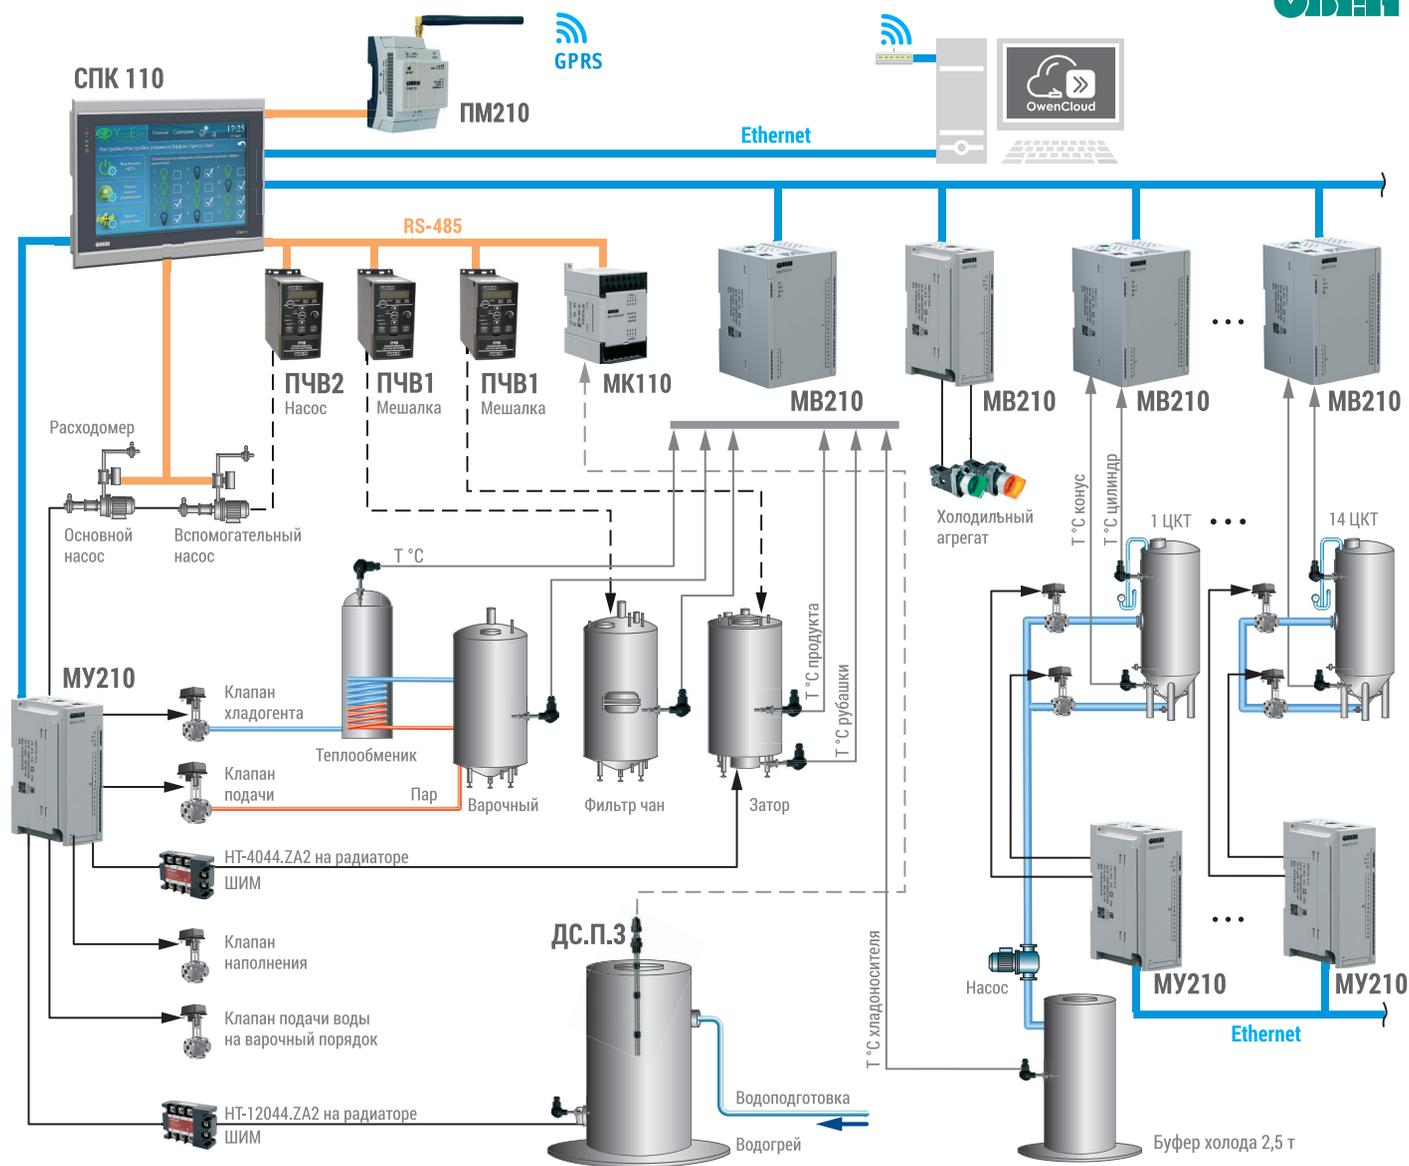 ОВЕН
СПК 110
GPRS
ПМ210
OwenCloud
Ethernet
17:25
RS-485
ПЧВ2
Насос
ПЧВ1
Мешалка
ПЧВ1
Мешалка
МК110
МВ210
МВ210
МВ210
МВ210
Расходомер
Основной
насос
Вспомогательный
насос
Холодильный
агрегат
T °C конус
T °C цилиндр
1 ЦКТ
14 ЦКТ
T °C
T °C продукта
T °C рубашки
МУ210
Клапан
хладогента
Теплообменик
Клапан
подачи
Пар
Варочный
Фильтр чан
Затор
HT-4044.ZA2 на радиаторе
ШИМ
Клапан
наполнения
ДС.П.3
T °C хладоносителя
Насос
МУ210
МУ210
Клапан подачи воды
на варочный порядок
Ethernet
HT-12044.ZA2 на радиаторе
ШИМ
Водоподготовка
Водогрей
Буфер холода 2,5 т